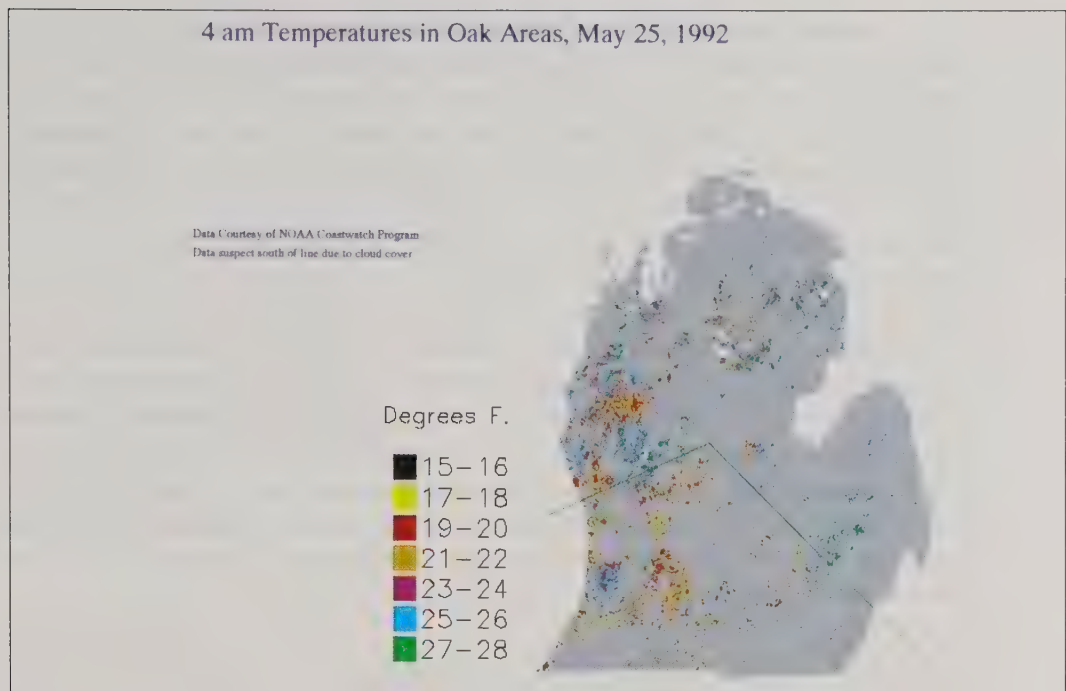 4 am Temperatures in Oak Areas, May 25, 1992
Data Courtesy of NOAA Coastwatch Program
Data suspect south of line due to cloud cover
Degrees F.
15-16
17-18
19-20
21-22
23-24
25-26
27-28